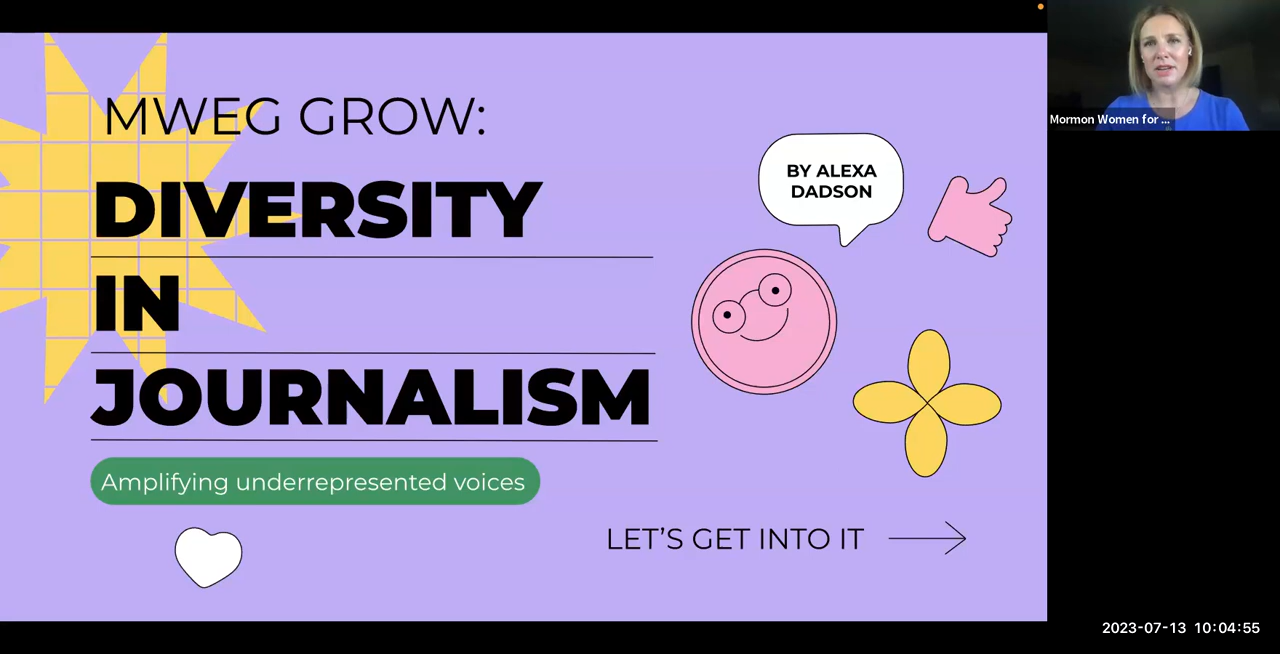 MWEG GROW:
DIVERSITY
IN
JOURNALISM
Amplifying underrepresented voices
BY ALEXA
DADSON
LET’S GET INTO IT
Mormon Women for ...
2023-07-13 10:04:55